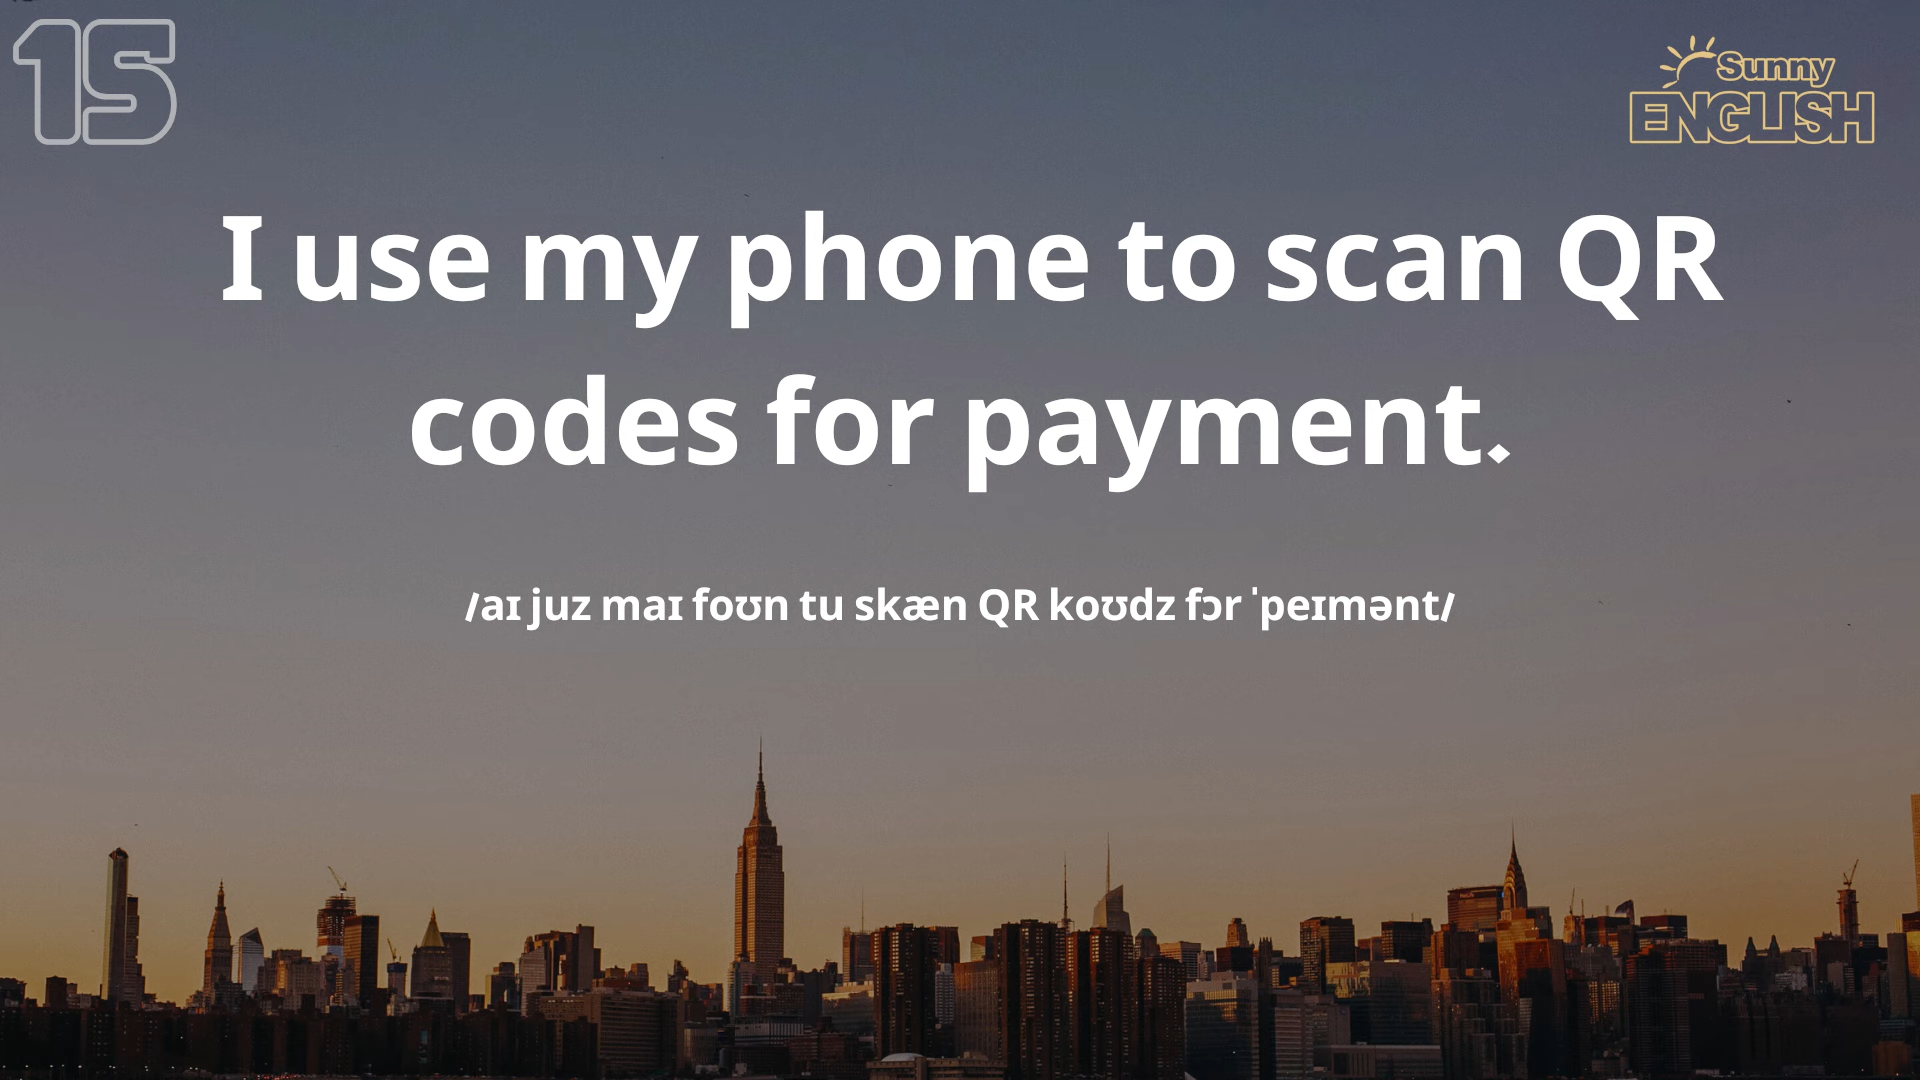 15
Sunny
ENGLISH
I use my phone to scan QR
codes for payment.
/aɪ juz maɪ foʊn tu skæn QR koʊdz fɔr ˈpeɪmənt/